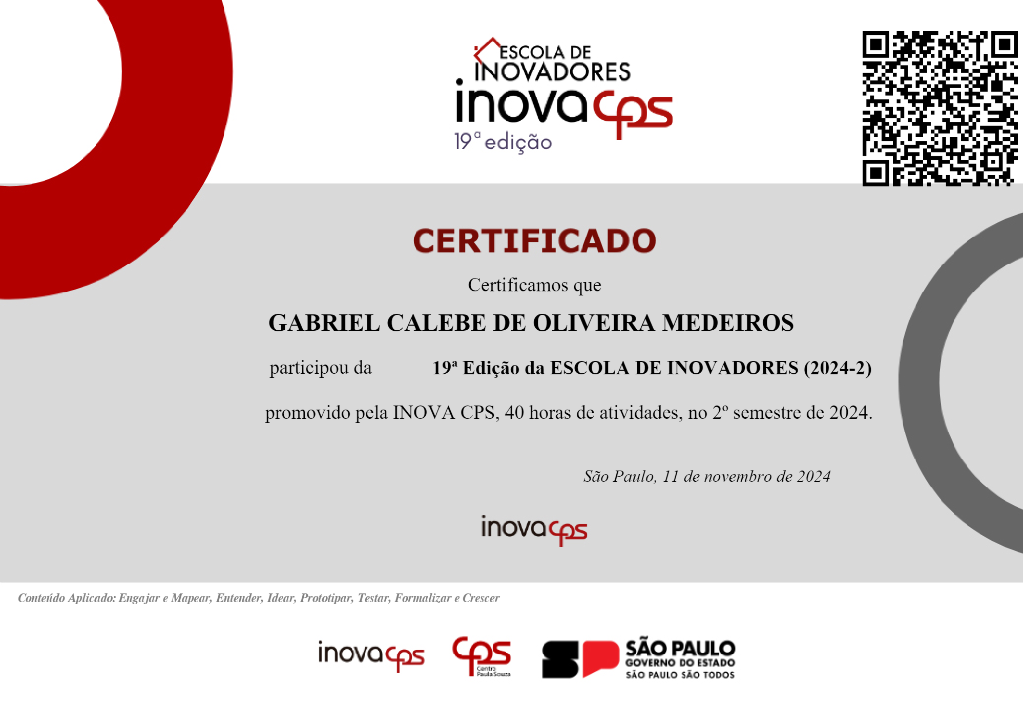 ESCOLA DE
INOVADORES
inova cps
19ª edição
CERTIFICADO
Certificamos que
GABRIEL CALEBE DE OLIVEIRA MEDEIROS
participou da 19ª Edição da ESCOLA DE INOVADORES (2024-2)
promovido pela INOVA CPS, 40 horas de atividades, no 2º semestre de 2024.
São Paulo, 11 de novembro de 2024
inova cps
Conteúdo Aplicado: Engajar e Mapear, Entender, Idear, Prototipar, Testar, Formalizar e Crescer
inova cps
cps
Centro
Paula Souza
SP
SÃO PAULO
GOVERNO DO ESTADO
SÃO PAULO SÃO TODOS